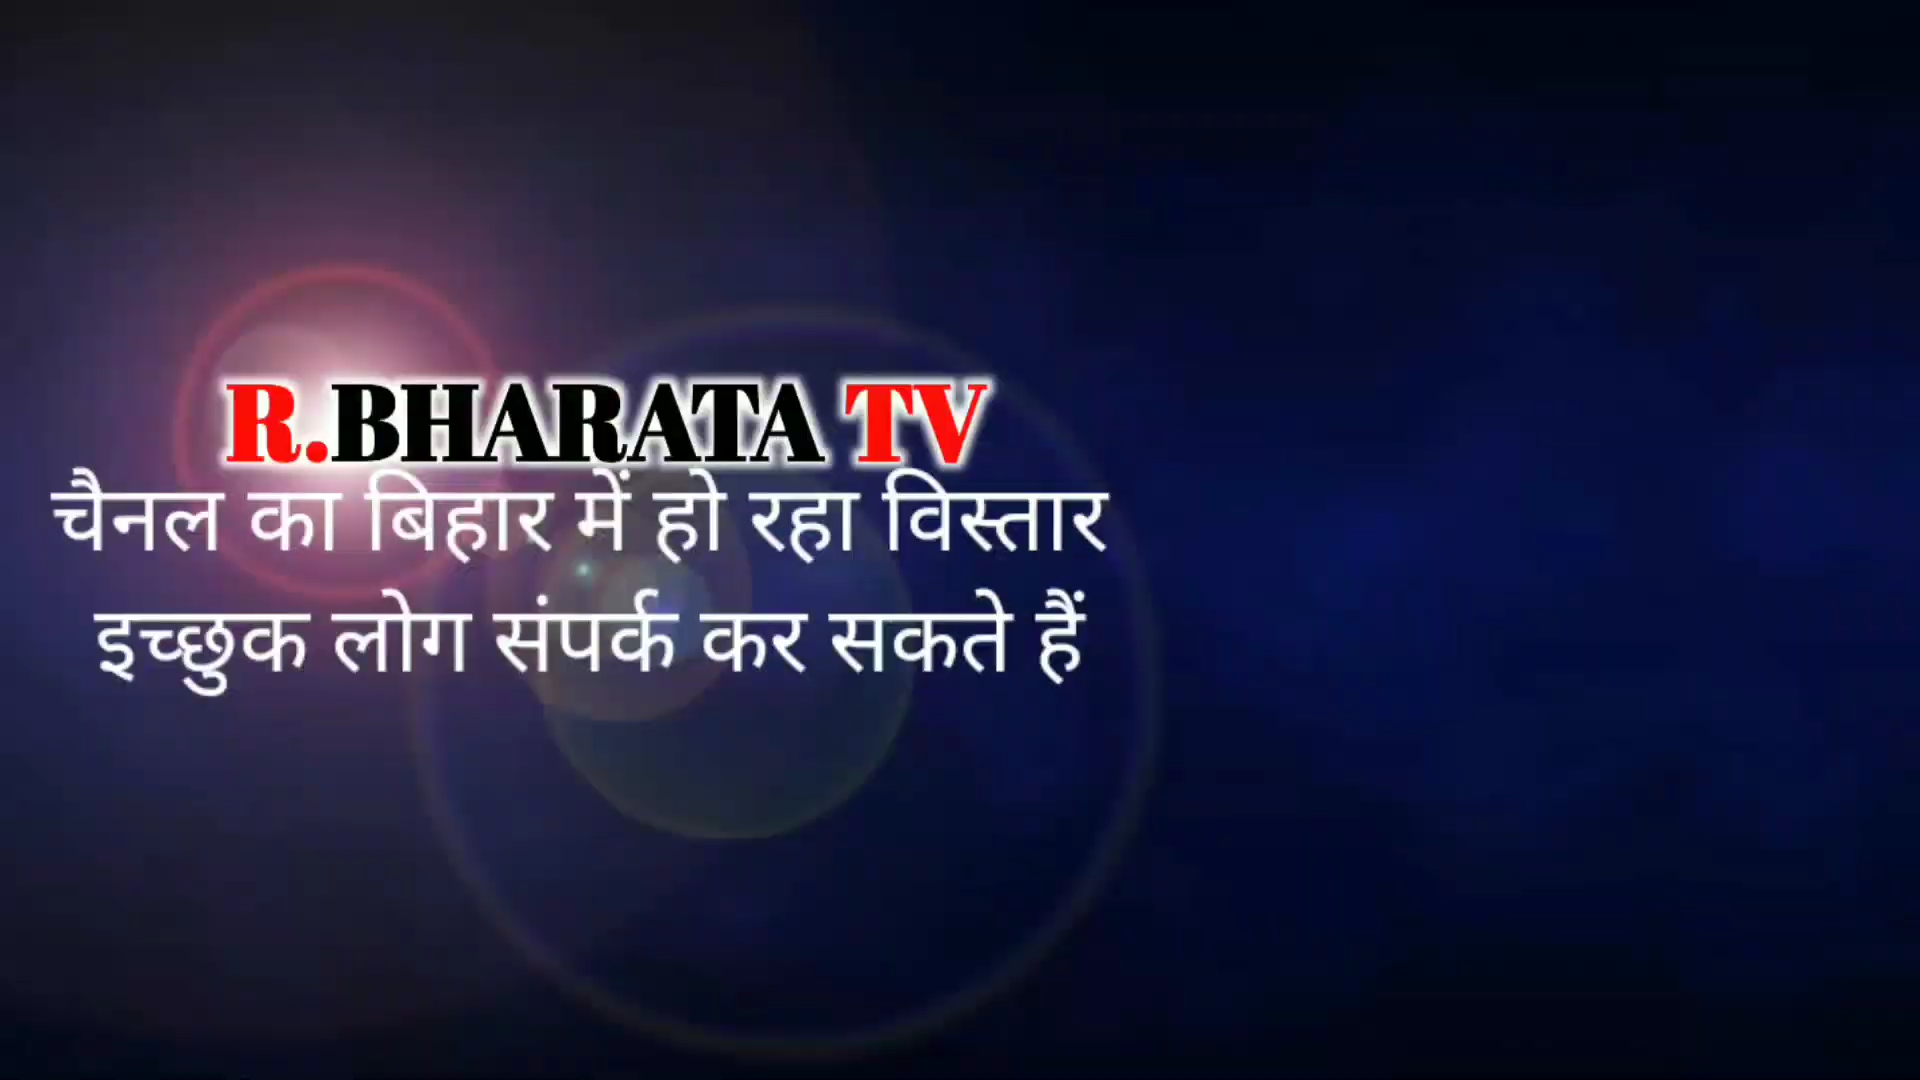 R.BHARATA TV
चैनल का बिहार में हो रहा विस्तार
इच्छुक लोग संपर्क कर सकते हैं